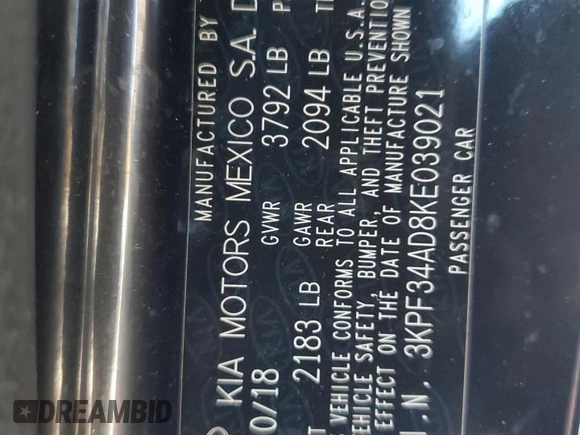 MANUFACTURED BY
KIA MOTORS MEXICO S.A. D
0/18 GVWR 3792 LB
2183 LB GAWR REAR 2094 LB
VEHICLE CONFORMS TO ALL APPLICABLE U.S.A.
VEHICLE SAFETY, BUMPER, AND THEFT PREVENTIO
EFFECT ON THE DATE OF MANUFACTURE SHOWN
I.N. 3KPF34AD8KE039021
PASSENGER CAR
DREAMBID